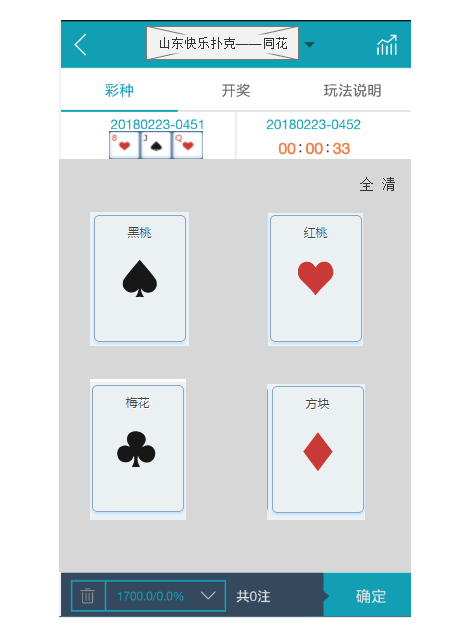 山东快乐扑克——同花
彩种 开奖 玩法说明
20180223-0451 20180223-0452
8 J Q 00:00:33
全 清
黑桃 红桃
梅花 方块
1700.0/0.0% 共0注 确定